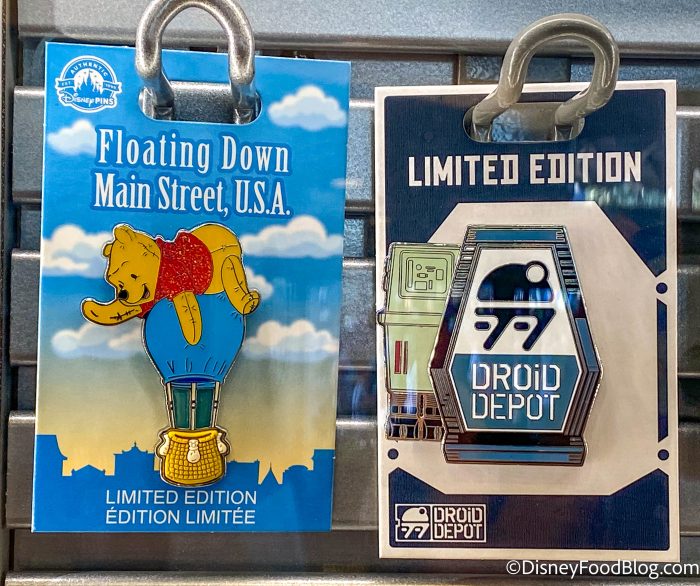 AUTHENTIC
Disney PINS
Floating Down
Main Street, U.S.A.
LIMITED EDITION
ÉDITION LIMITÉE
LIMITED EDITION
DROID
DEPOT
DROID
DEPOT
©DisneyFoodBlog.com